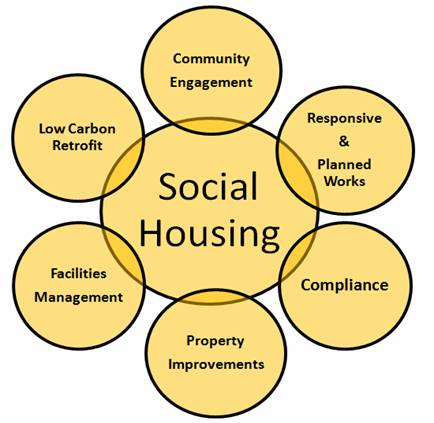 Community
Engagement
Responsive
&
Planned
Works
Low Carbon
Retrofit
Social
Housing
Facilities
Management
Compliance
Property
Improvements